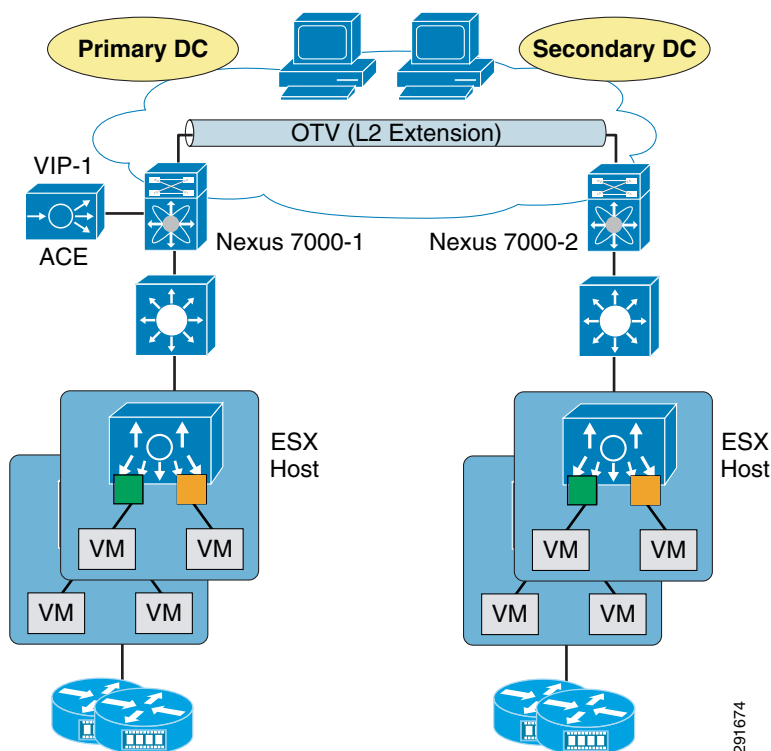 Primary DC
Secondary DC
OTV (L2 Extension)
VIP-1
ACE
Nexus 7000-1
Nexus 7000-2
ESX
Host
ESX
Host
VM
VM
VM
VM
VM
VM
VM
VM
291674